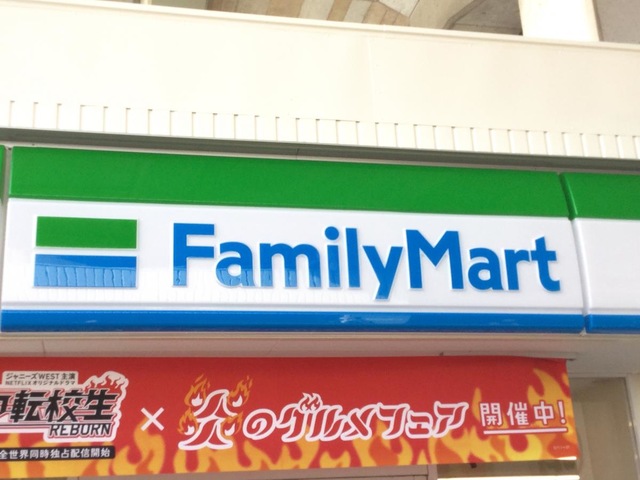 FamilyMart
ジャニーズWEST主演
NETFLIXオリジナルドラマ
転校生
REBORN
全世界同時独占配信開始
×
炎のグルメフェア
開催中!